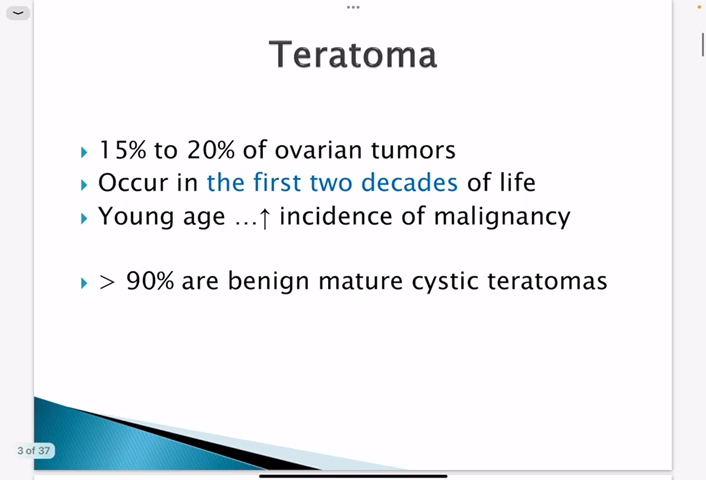 Teratoma
15% to 20% of ovarian tumors
Occur in the first two decades of life
Young age ...↑ incidence of malignancy
> 90% are benign mature cystic teratomas
3 of 37